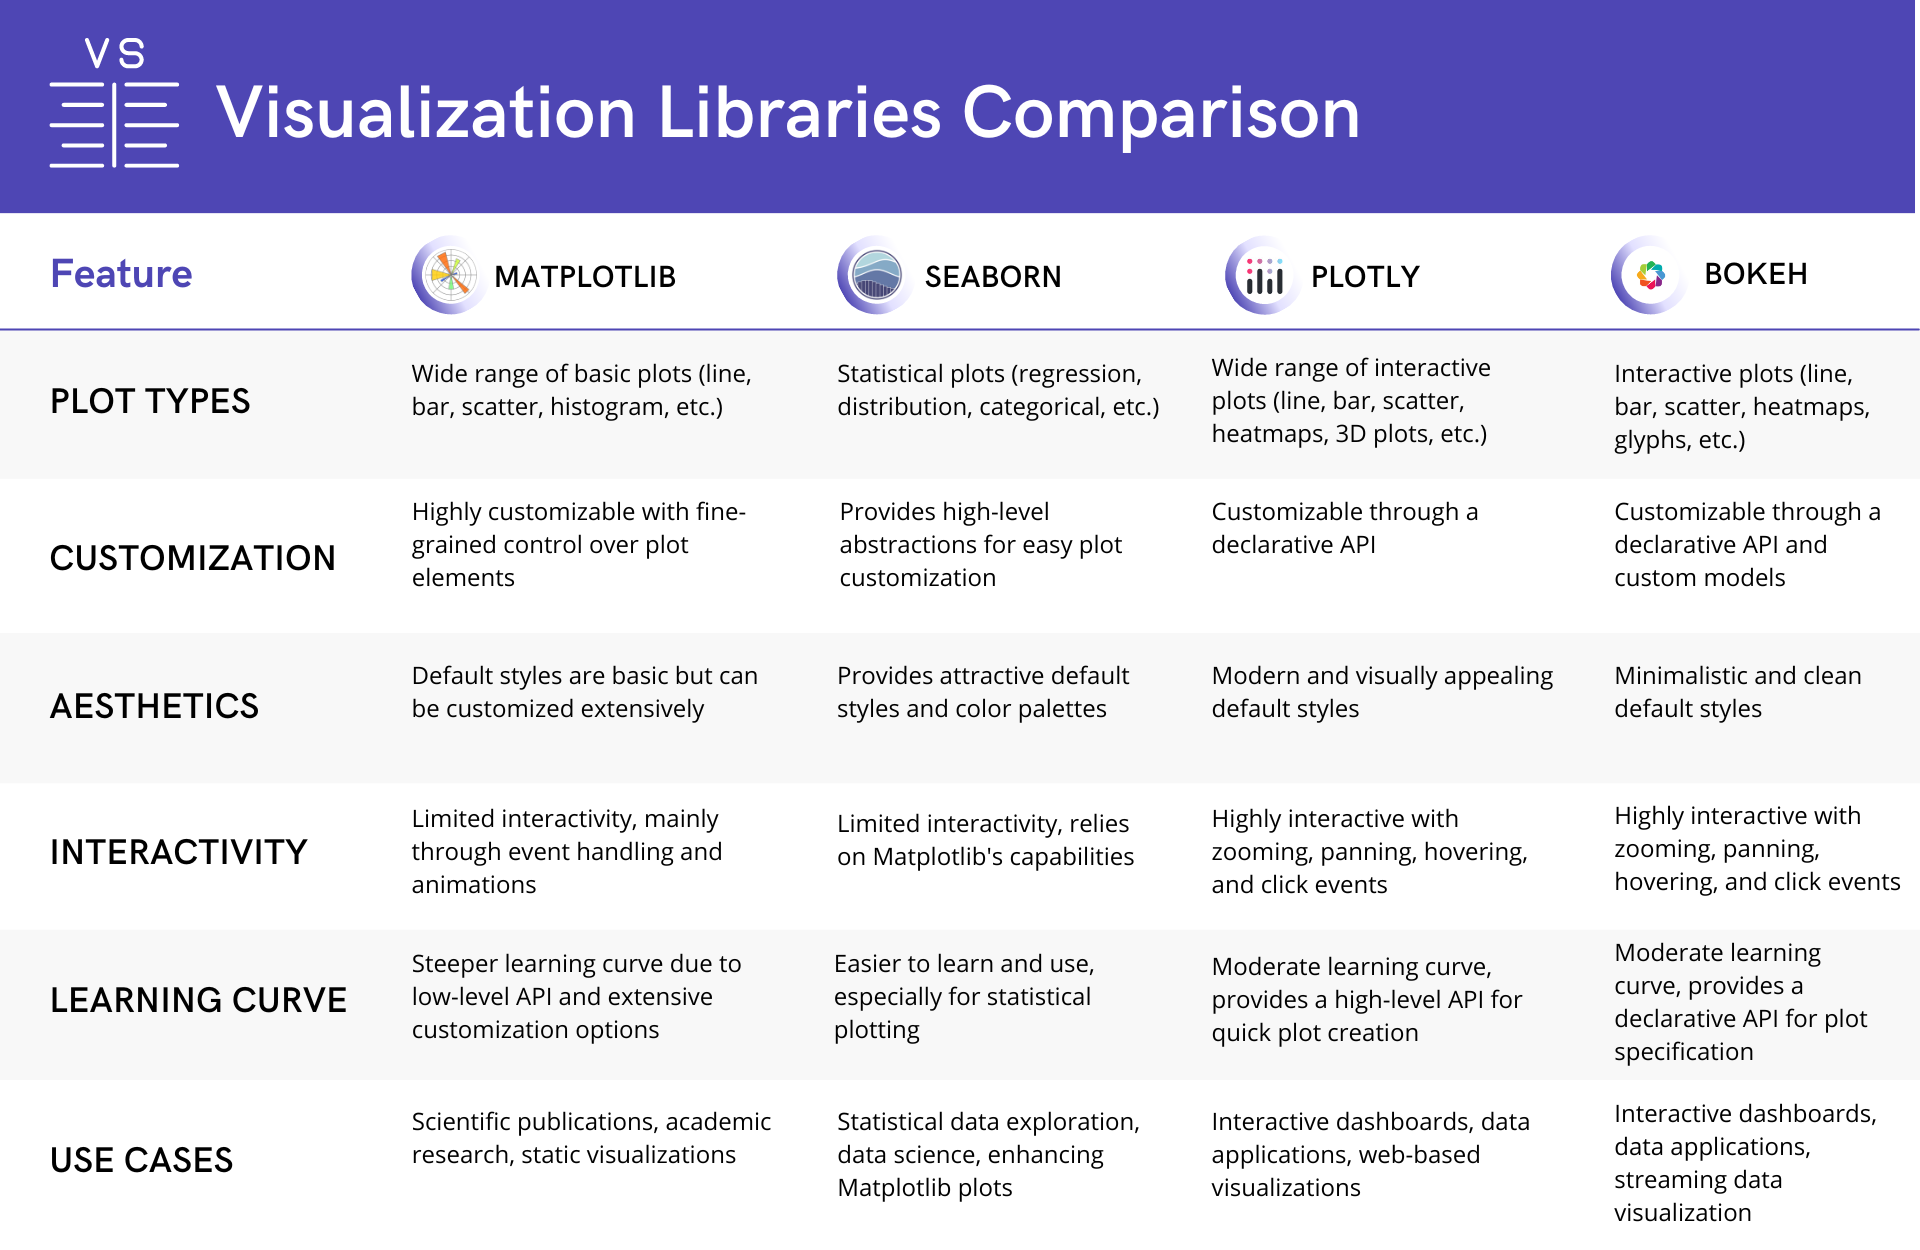 VS
Visualization Libraries Comparison
Feature
MATPLOTLIB
SEABORN
PLOTLY
BOKEH
PLOT TYPES
Wide range of basic plots (line,
bar, scatter, histogram, etc.)
Statistical plots (regression,
distribution, categorical, etc.)
Wide range of interactive
plots (line, bar, scatter,
heatmaps, 3D plots, etc.)
Interactive plots (line,
bar, scatter, heatmaps,
glyphs, etc.)
CUSTOMIZATION
Highly customizable with fine-
grained control over plot
elements
Provides high-level
abstractions for easy plot
customization
Customizable through a
declarative API
Customizable through a
declarative API and
custom models
AESTHETICS
Default styles are basic but can
be customized extensively
Provides attractive default
styles and color palettes
Modern and visually appealing
default styles
Minimalistic and clean
default styles
INTERACTIVITY
Limited interactivity, mainly
through event handling and
animations
Limited interactivity, relies
on Matplotlib's capabilities
Highly interactive with
zooming, panning, hovering,
and click events
Highly interactive with
zooming, panning,
hovering, and click events
LEARNING CURVE
Steeper learning curve due to
low-level API and extensive
customization options
Easier to learn and use,
especially for statistical
plotting
Moderate learning curve,
provides a high-level API for
quick plot creation
Moderate learning
curve, provides a
declarative API for plot
specification
USE CASES
Scientific publications, academic
research, static visualizations
Statistical data exploration,
data science, enhancing
Matplotlib plots
Interactive dashboards, data
applications, web-based
visualizations
Interactive dashboards,
data applications,
streaming data
visualization